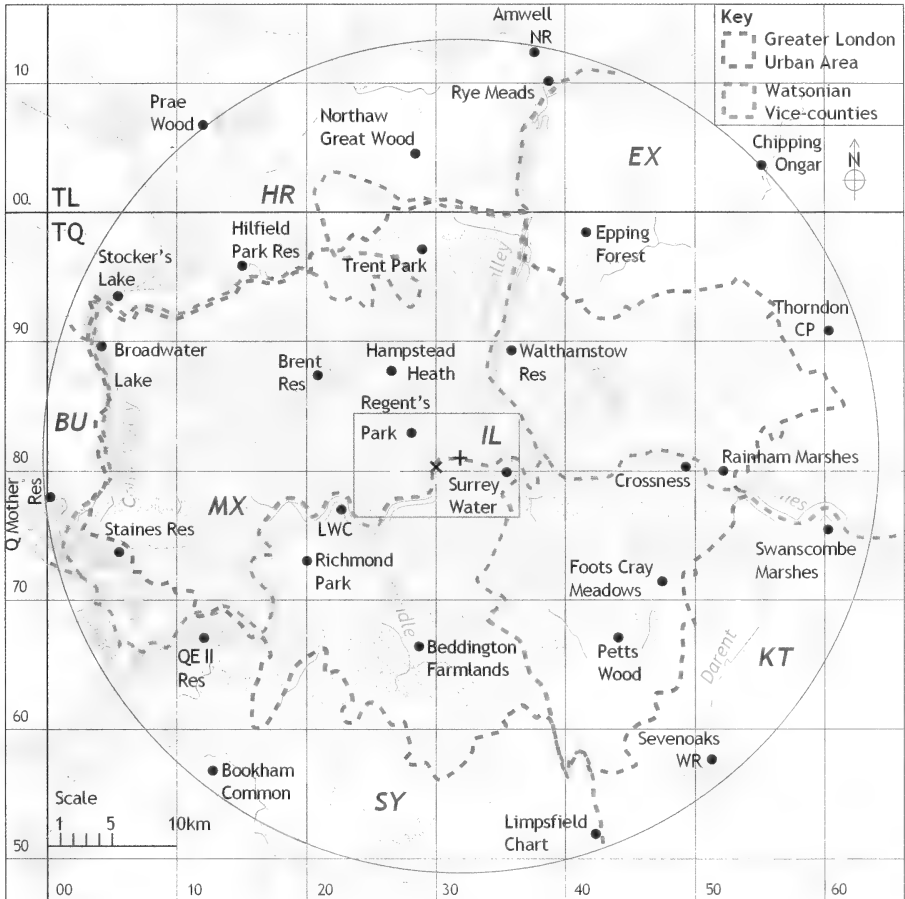 Amwell
NR
Key
Greater London
Urban Area
Watsonian
Vice-counties
10
Rye Meads
Prae
Wood
Northaw
Great Wood
EX
Chipping
Ongar
N
HR
TL
00
TQ
Hilfield
Park Res
Stocker's
Lake
Trent Park
Epping
Forest
Thorndon
CP
90
Broadwater
Lake
Brent
Res
Hampstead
Heath
Walthamstow
Res
Regent's
Park
BU
IL
80
Rainham Marshes
Crossness
Surrey
Water
Q Mother
Res
MX
LWC
Staines Res
Richmond
Park
Swanscombe
Marshes
Foots Cray
Meadows
70
QE II
Res
Beddington
Farmlands
Petts
Wood
Darent
KT
60
Sevenoaks
WR
Bookham
Common
SY
Scale
1 5 10km
Limpsfield
Chart
50
00 10 20 30 40 50 60